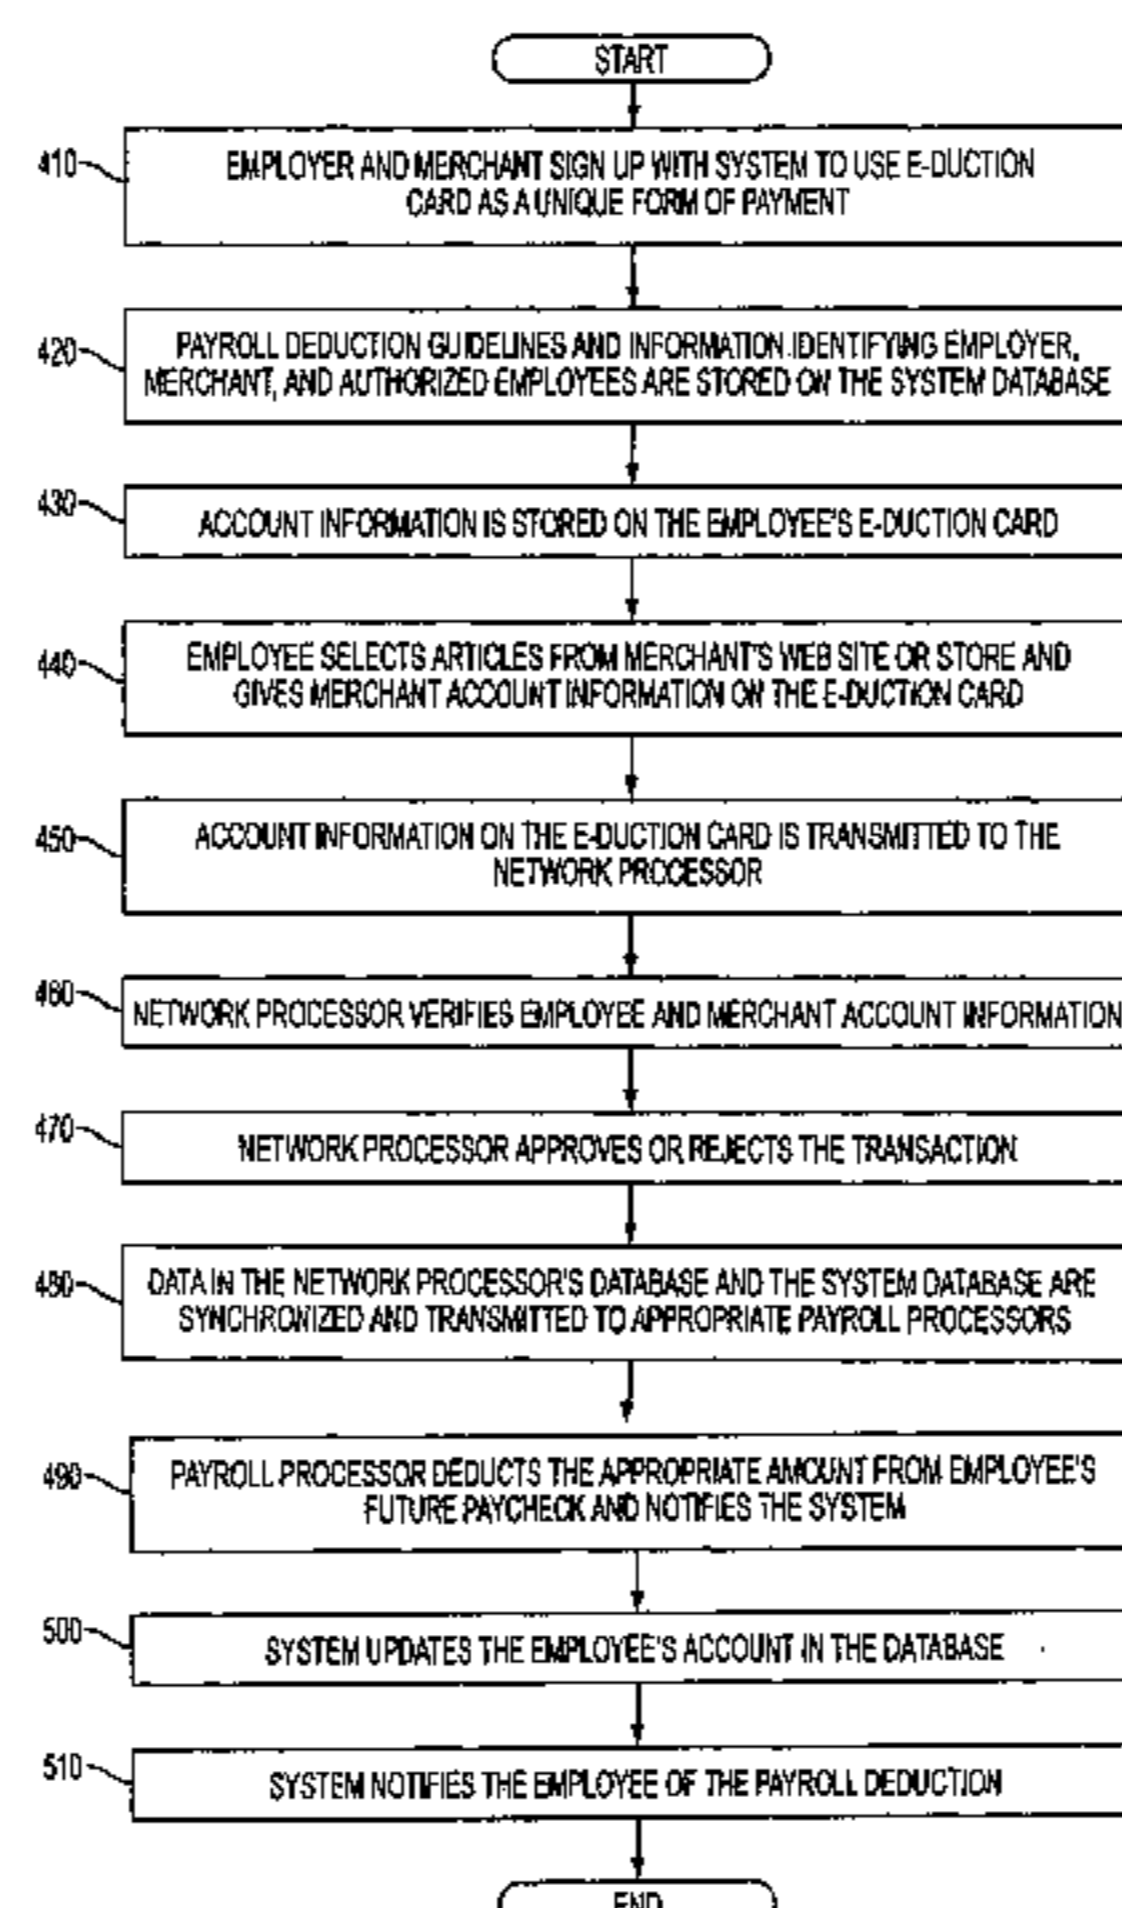 START
410
EMPLOYER AND MERCHANT SIGN UP WITH SYSTEM TO USE E-DUCTION
CARD AS A UNIQUE FORM OF PAYMENT
420
PAYROLL DEDUCTION GUIDELINES AND INFORMATION IDENTIFYING EMPLOYER,
MERCHANT, AND AUTHORIZED EMPLOYEES ARE STORED ON THE SYSTEM DATABASE
430
ACCOUNT INFORMATION IS STORED ON THE EMPLOYEE'S E-DUCTION CARD
440
EMPLOYEE SELECTS ARTICLES FROM MERCHANT'S WEB SITE OR STORE AND
GIVES MERCHANT ACCOUNT INFORMATION ON THE E-DUCTION CARD
450
ACCOUNT INFORMATION ON THE E-DUCTION CARD IS TRANSMITTED TO THE
NETWORK PROCESSOR
460
NETWORK PROCESSOR VERIFIES EMPLOYEE AND MERCHANT ACCOUNT INFORMATION
470
NETWORK PROCESSOR APPROVES OR REJECTS THE TRANSACTION
480
DATA IN THE NETWORK PROCESSOR'S DATABASE AND THE SYSTEM DATABASE ARE
SYNCHRONIZED AND TRANSMITTED TO APPROPRIATE PAYROLL PROCESSORS
490
PAYROLL PROCESSOR DEDUCTS THE APPROPRIATE AMOUNT FROM EMPLOYEE'S
FUTURE PAYCHECK AND NOTIFIES THE SYSTEM
500
SYSTEM UPDATES THE EMPLOYEE'S ACCOUNT IN THE DATABASE
510
SYSTEM NOTIFIES THE EMPLOYEE OF THE PAYROLL DEDUCTION
END